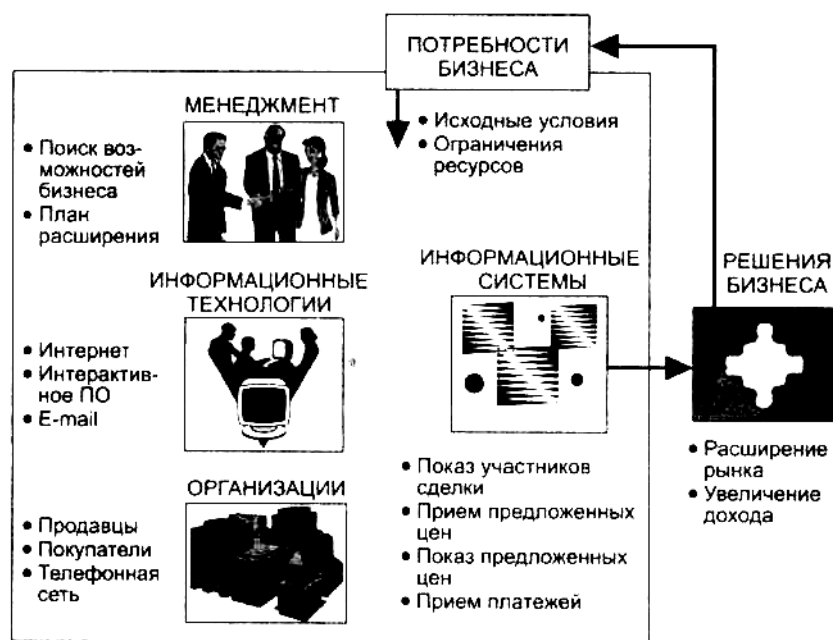 ПОТРЕБНОСТИ
БИЗНЕСА
• Исходные условия
• Ограничения
ресурсов
МЕНЕДЖМЕНТ
• Поиск воз-
можностей
бизнеса
• План
расширения
ИНФОРМАЦИОННЫЕ
ТЕХНОЛОГИИ
• Интернет
• Интерактив-
ное ПО
• E-mail
ОРГАНИЗАЦИИ
• Продавцы
• Покупатели
• Телефонная
сеть
ИНФОРМАЦИОННЫЕ
СИСТЕМЫ
• Показ участников
сделки
• Прием предложенных
цен
• Показ предложенных
цен
• Прием платежей
РЕШЕНИЯ
БИЗНЕСА
• Расширение
рынка
• Увеличение
дохода